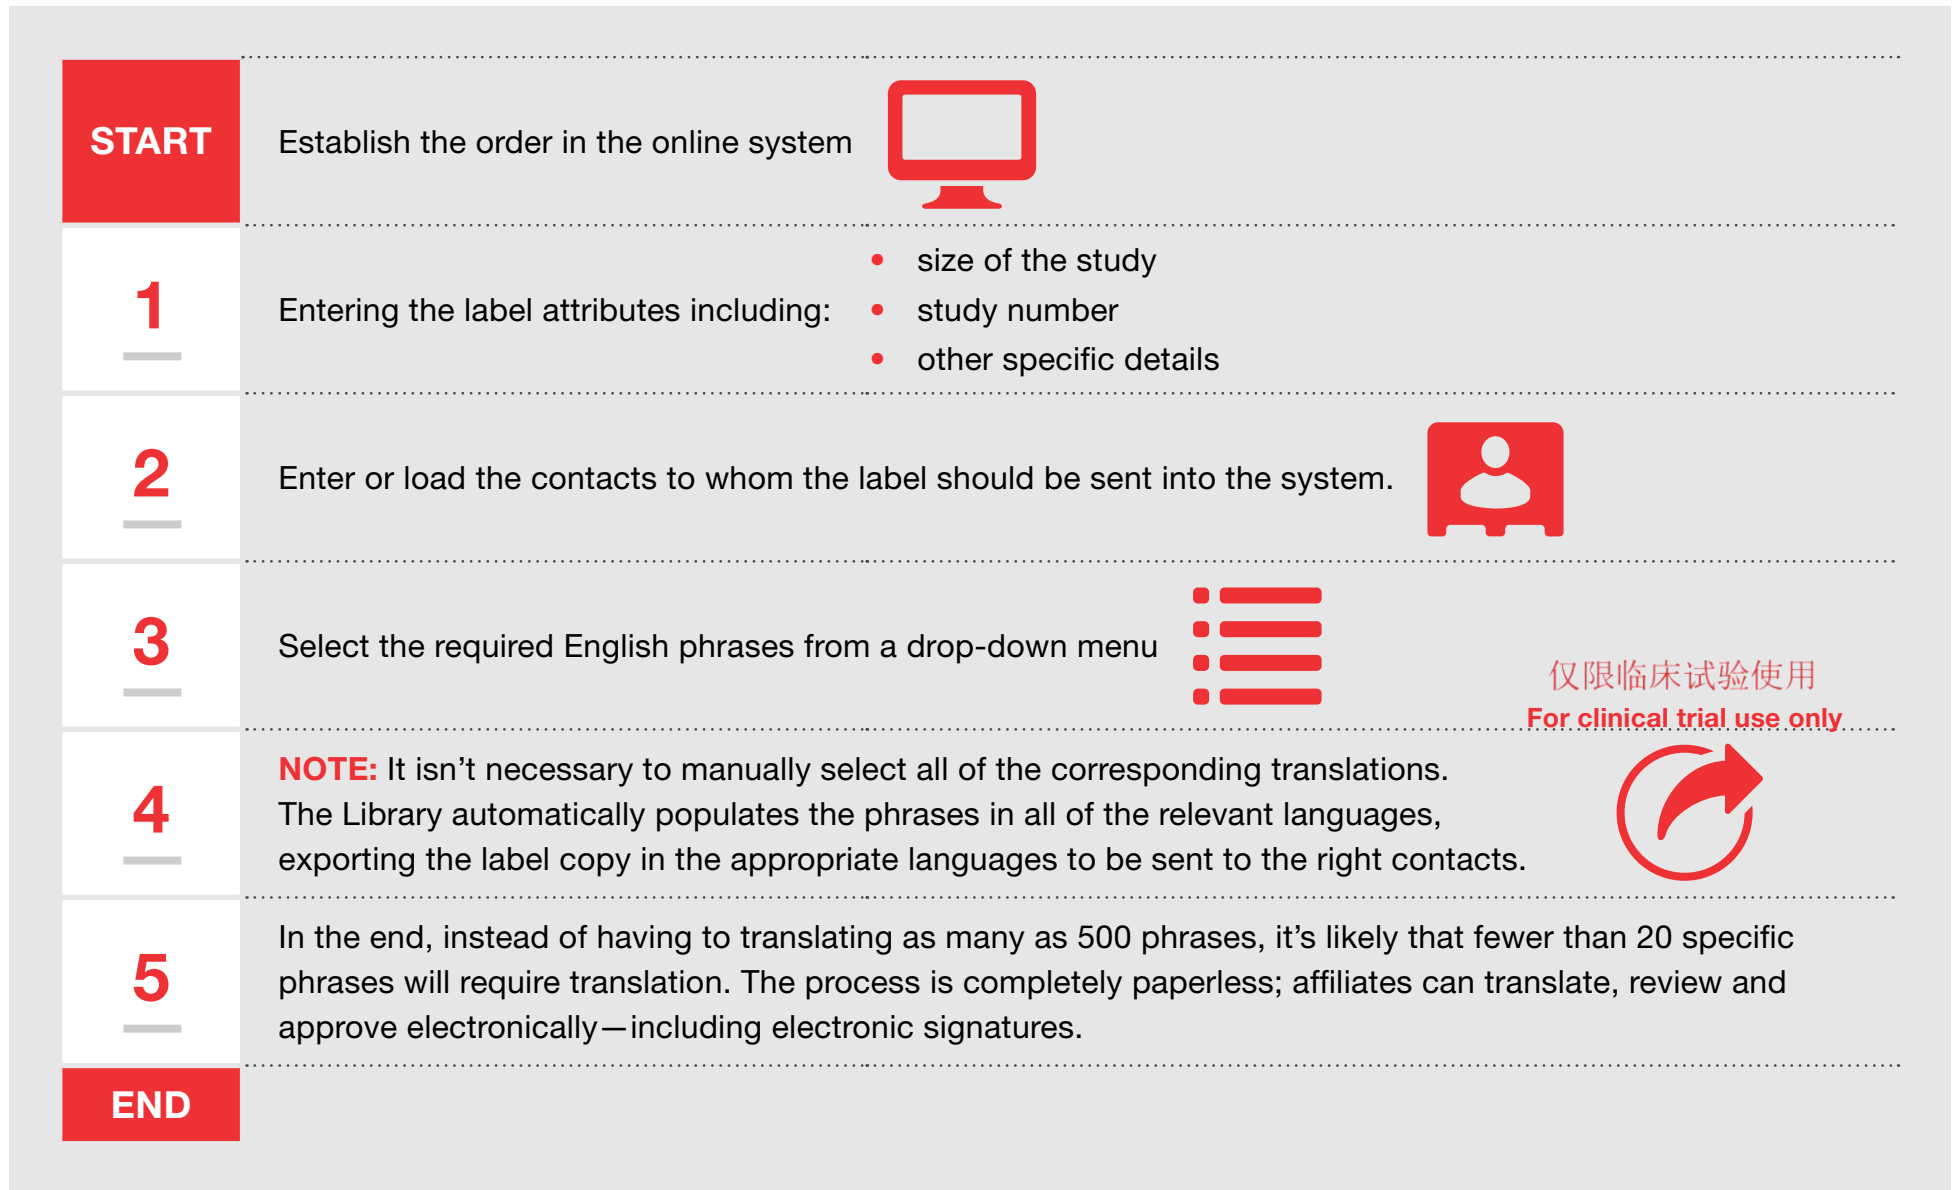 START
Establish the order in the online system
1
Entering the label attributes including:
• size of the study
• study number
• other specific details
2
Enter or load the contacts to whom the label should be sent into the system.
3
Select the required English phrases from a drop-down menu
仅限临床试验使用
For clinical trial use only
4
NOTE: It isn’t necessary to manually select all of the corresponding translations.
The Library automatically populates the phrases in all of the relevant languages,
exporting the label copy in the appropriate languages to be sent to the right contacts.
5
In the end, instead of having to translating as many as 500 phrases, it’s likely that fewer than 20 specific
phrases will require translation. The process is completely paperless; affiliates can translate, review and
approve electronically—including electronic signatures.
END